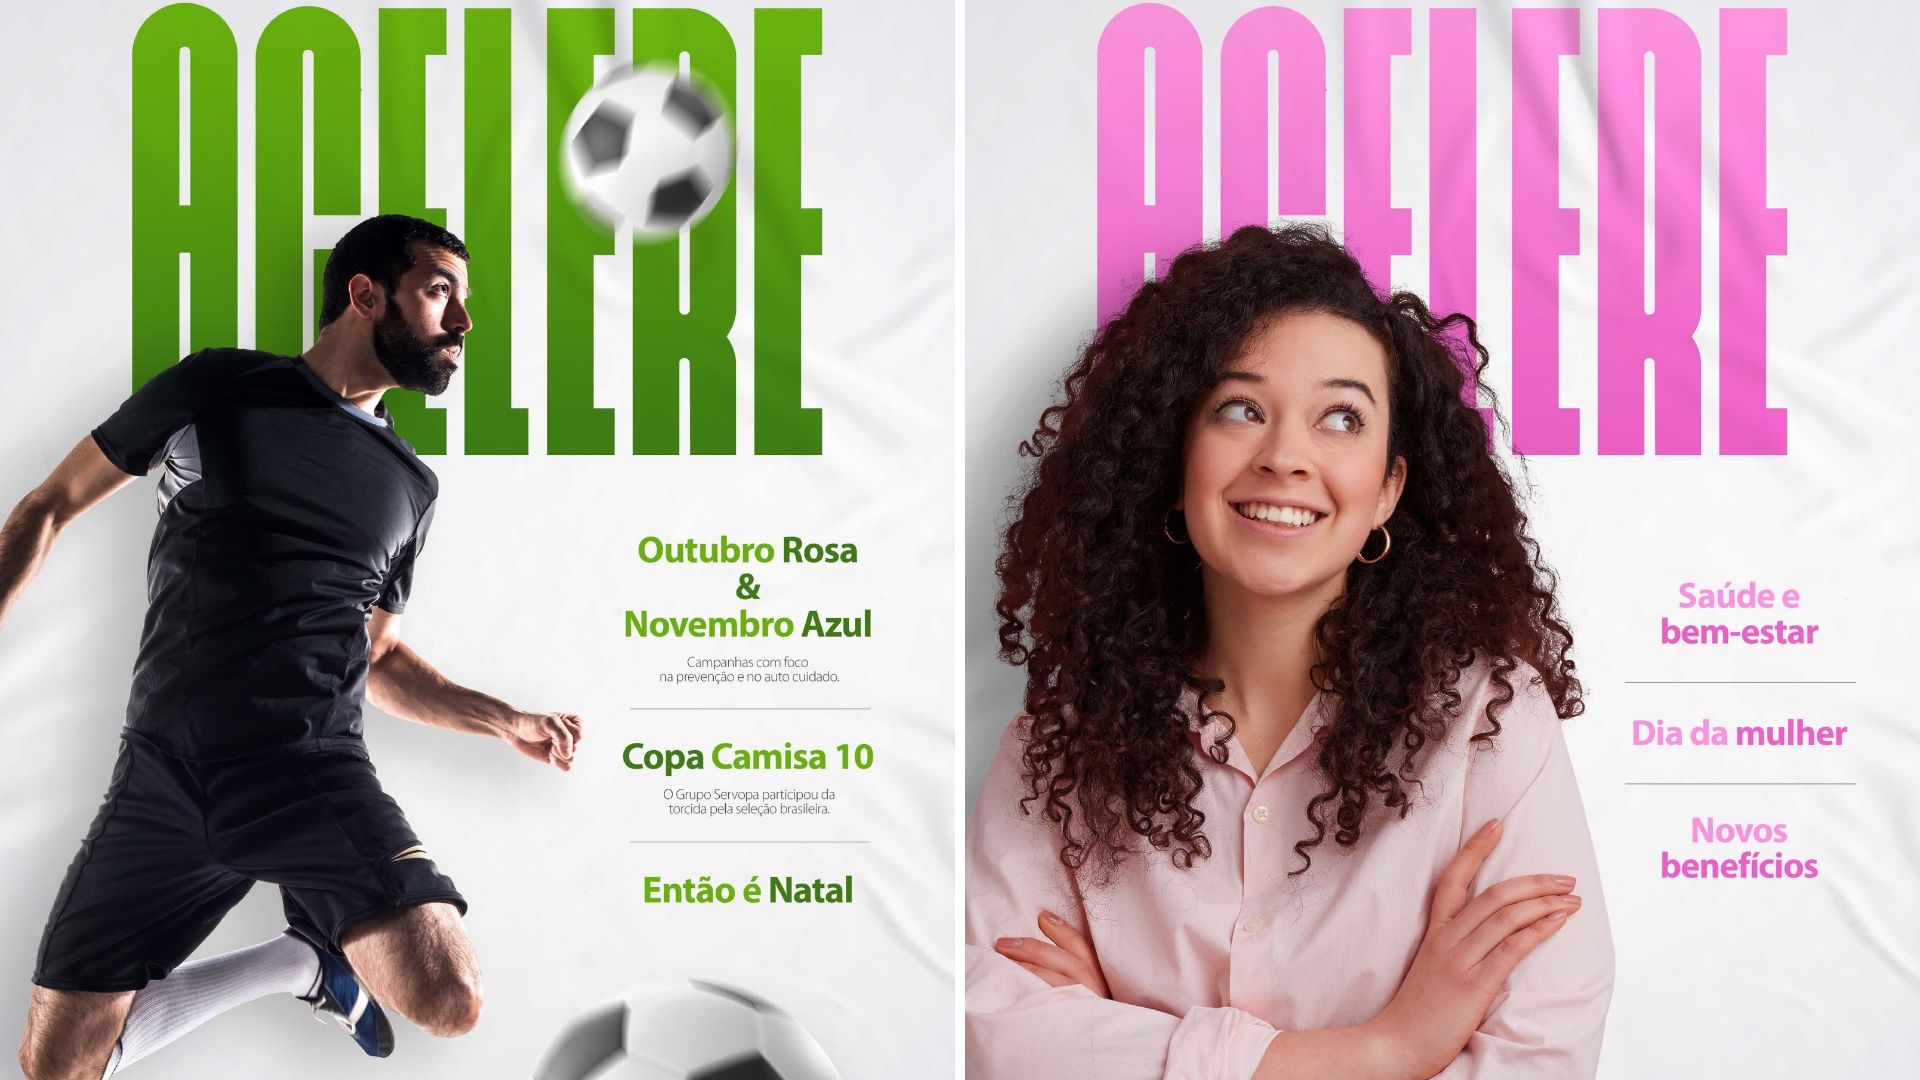 ACELERE
Outubro Rosa
&
Novembro Azul
Campanhas com foco
na prevenção e no auto cuidado.
Copa Camisa 10
O Grupo Servopa participou da
torcida pela seleção brasileira.
Então é Natal
ACELERE
Saúde e
bem-estar
Dia da mulher
Novos
benefícios